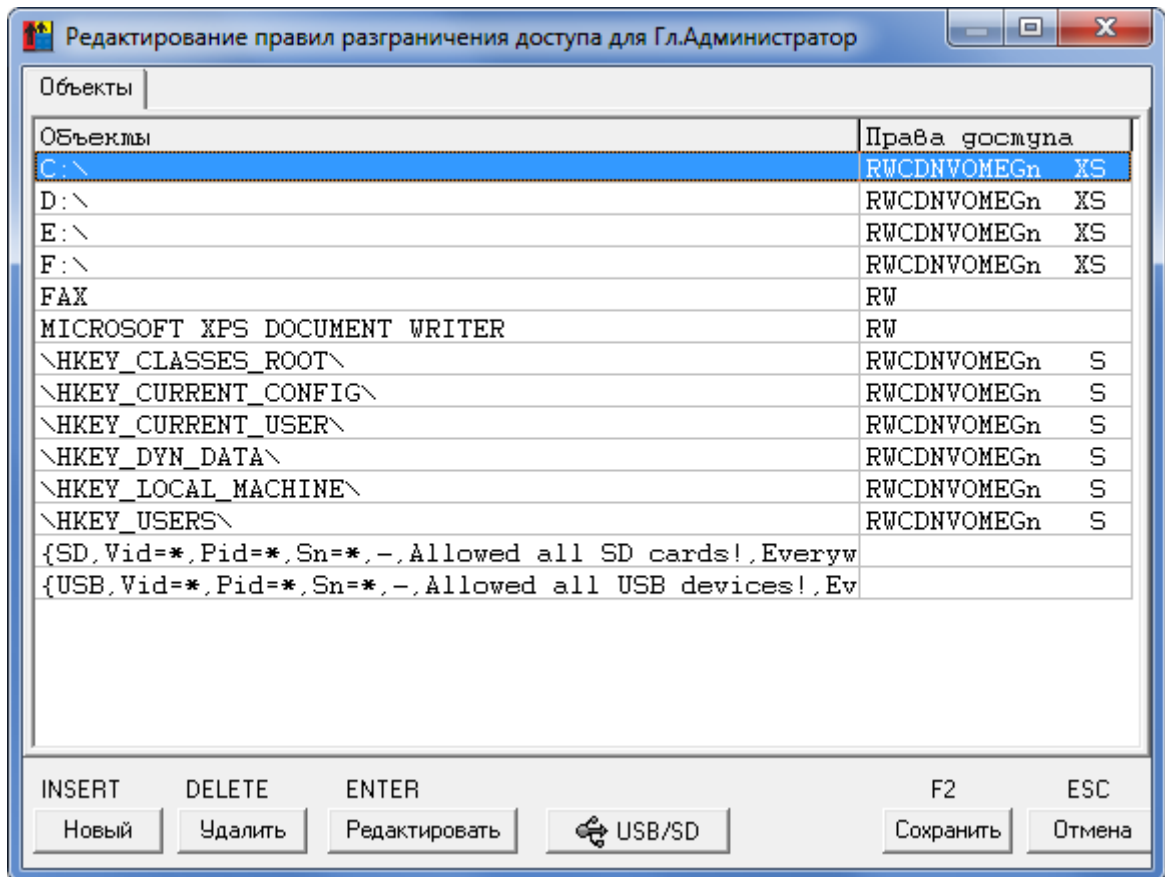 Редактирование правил разграничения доступа для Гл.Администратор
Объекты
Объекты Права доступа
C:\ RWCDNVOMEGn XS
D:\ RWCDNVOMEGn XS
E:\ RWCDNVOMEGn XS
F:\ RWCDNVOMEGn XS
FAX RW
MICROSOFT XPS DOCUMENT WRITER RW
\HKEY_CLASSES_ROOT\ RWCDNVOMEGn S
\HKEY_CURRENT_CONFIG\ RWCDNVOMEGn S
\HKEY_CURRENT_USER\ RWCDNVOMEGn S
\HKEY_DYN_DATA\ RWCDNVOMEGn S
\HKEY_LOCAL_MACHINE\ RWCDNVOMEGn S
\HKEY_USERS\ RWCDNVOMEGn S
{SD,Vid=*,Pid=*,Sn=*,-,Allowed all SD cards!,Everyw
{USB,Vid=*,Pid=*,Sn=*,-,Allowed all USB devices!,Ev
INSERT DELETE ENTER F2 ESC
Новый Удалить Редактировать USB/SD Сохранить Отмена